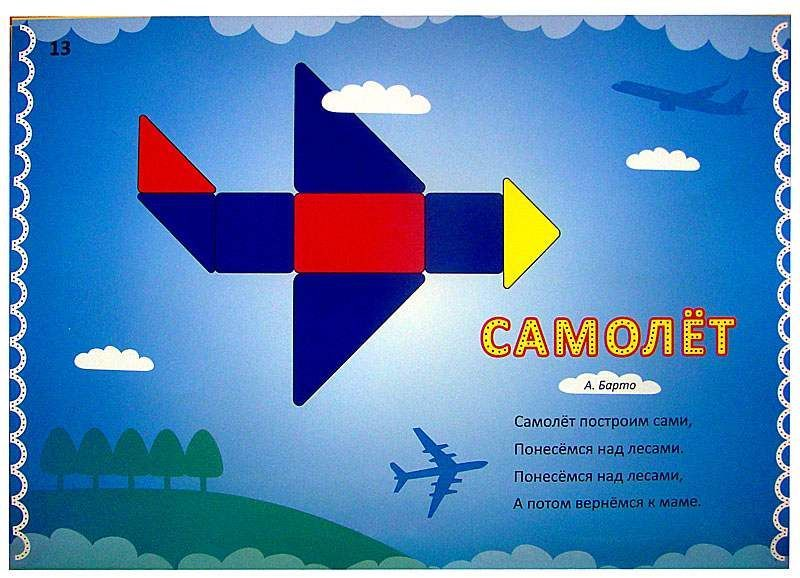 13
САМОЛЁТ
А. Барто
Самолёт построим сами,
Понесёмся над лесами.
Понесёмся над лесами,
А потом вернёмся к маме.